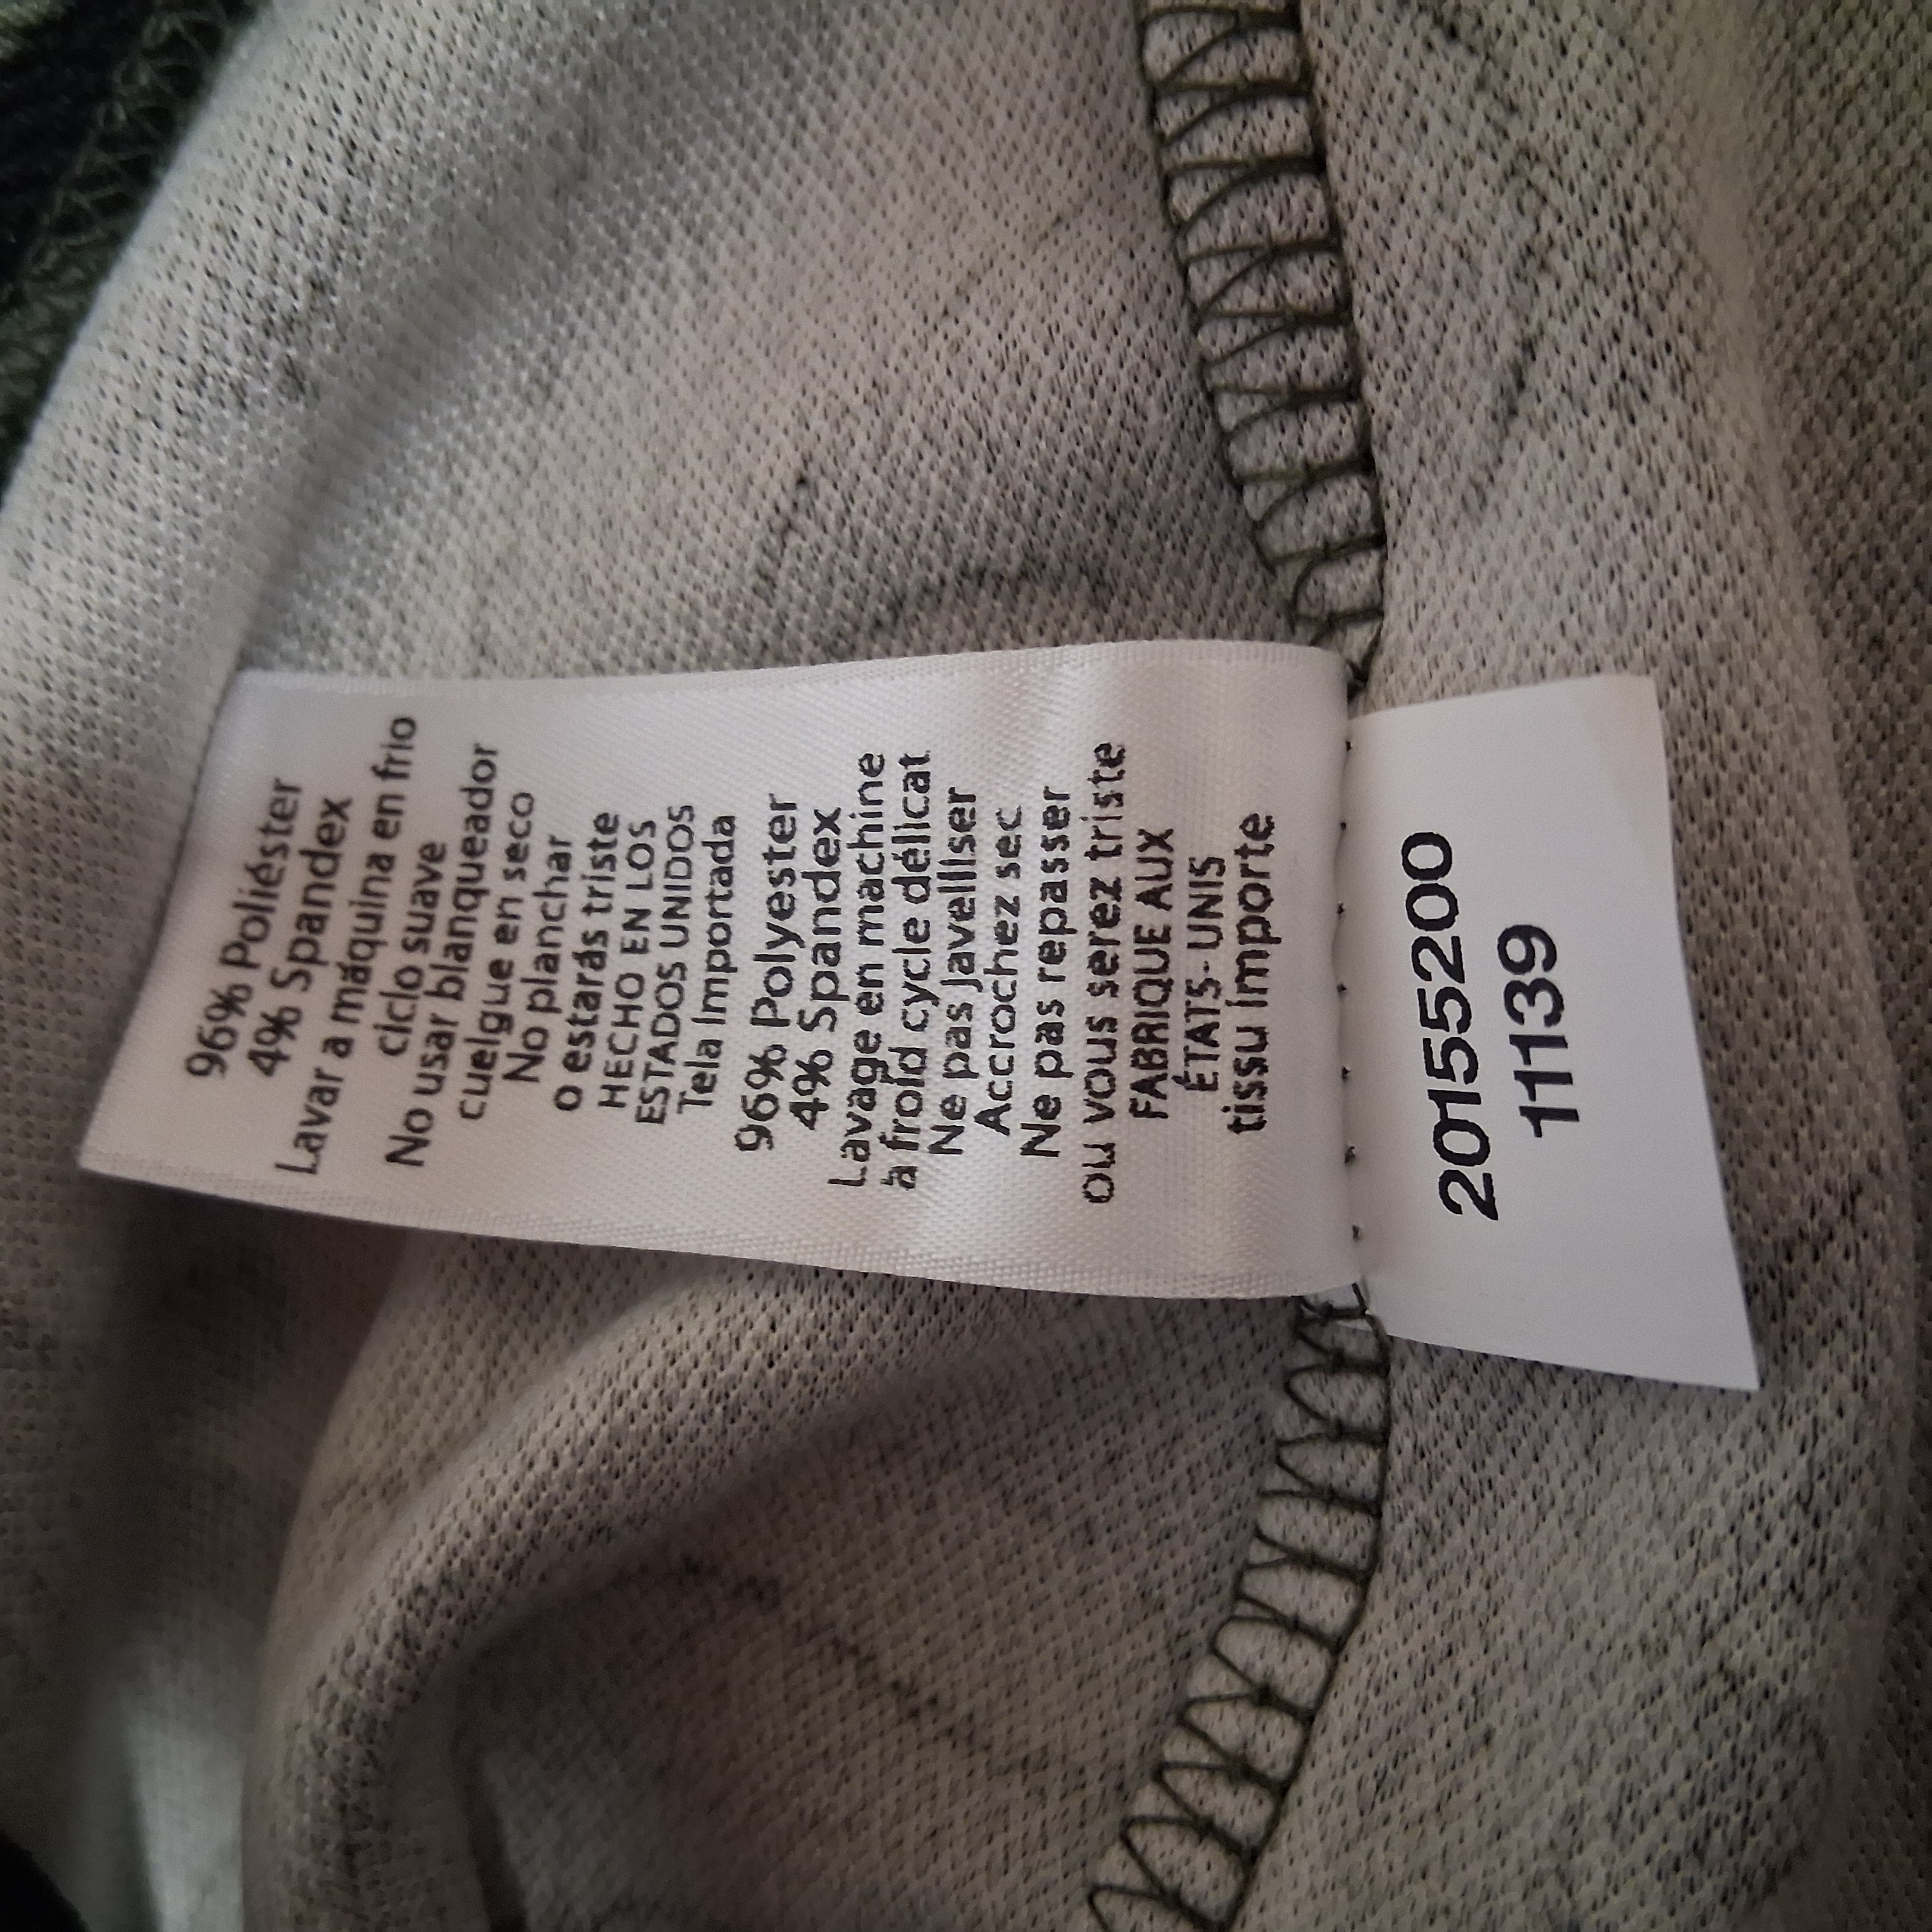 96% Poliéster
4% Spandex
Lavar a máquina en frio
ciclo suave
No usar blanqueador
cuelgue en seco
No planchar
o estarás triste
HECHO EN LOS
ESTADOS UNIDOS
Tela Importada
96% Polyester
4% Spandex
Lavage en machine
à froid cycle délicat
Ne pas javelliser
Accrochez sec
Ne pas repasser
ou vous serez triste
FABRIQUE AUX
ÉTATS-UNIS
tissu importe
20155200
11139